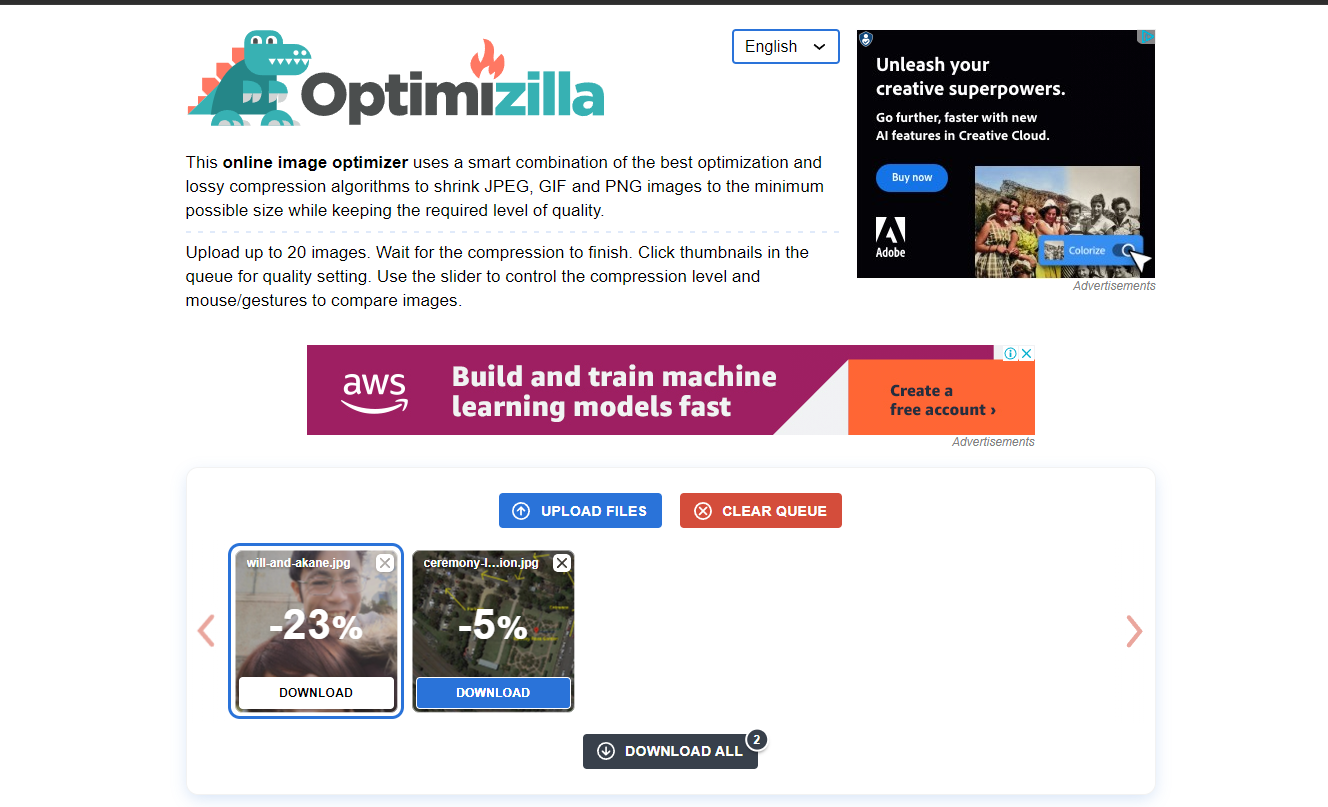 Optimizilla
English
This online image optimizer uses a smart combination of the best optimization and
lossy compression algorithms to shrink JPEG, GIF and PNG images to the minimum
possible size while keeping the required level of quality.
Upload up to 20 images. Wait for the compression to finish. Click thumbnails in the
queue for quality setting. Use the slider to control the compression level and
mouse/gestures to compare images.
Unleash your
creative superpowers.
Go further, faster with new
AI features in Creative Cloud.
Buy now
Adobe
Colorize
Advertisements
aws
Build and train machine
learning models fast
Create a
free account ›
Advertisements
UPLOAD FILES
CLEAR QUEUE
will-and-akane.jpg
-23%
DOWNLOAD
ceremony-l...ion.jpg
-5%
DOWNLOAD
DOWNLOAD ALL
2